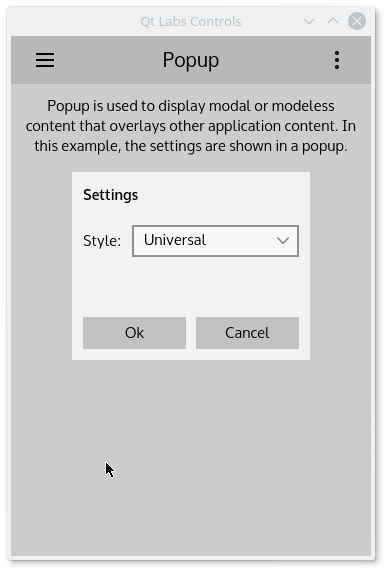 Qt Labs Controls
Popup
Popup is used to display modal or modeless
content that overlays other application content. In
this example, the settings are shown in a popup.
Settings
Style: Universal
Ok Cancel